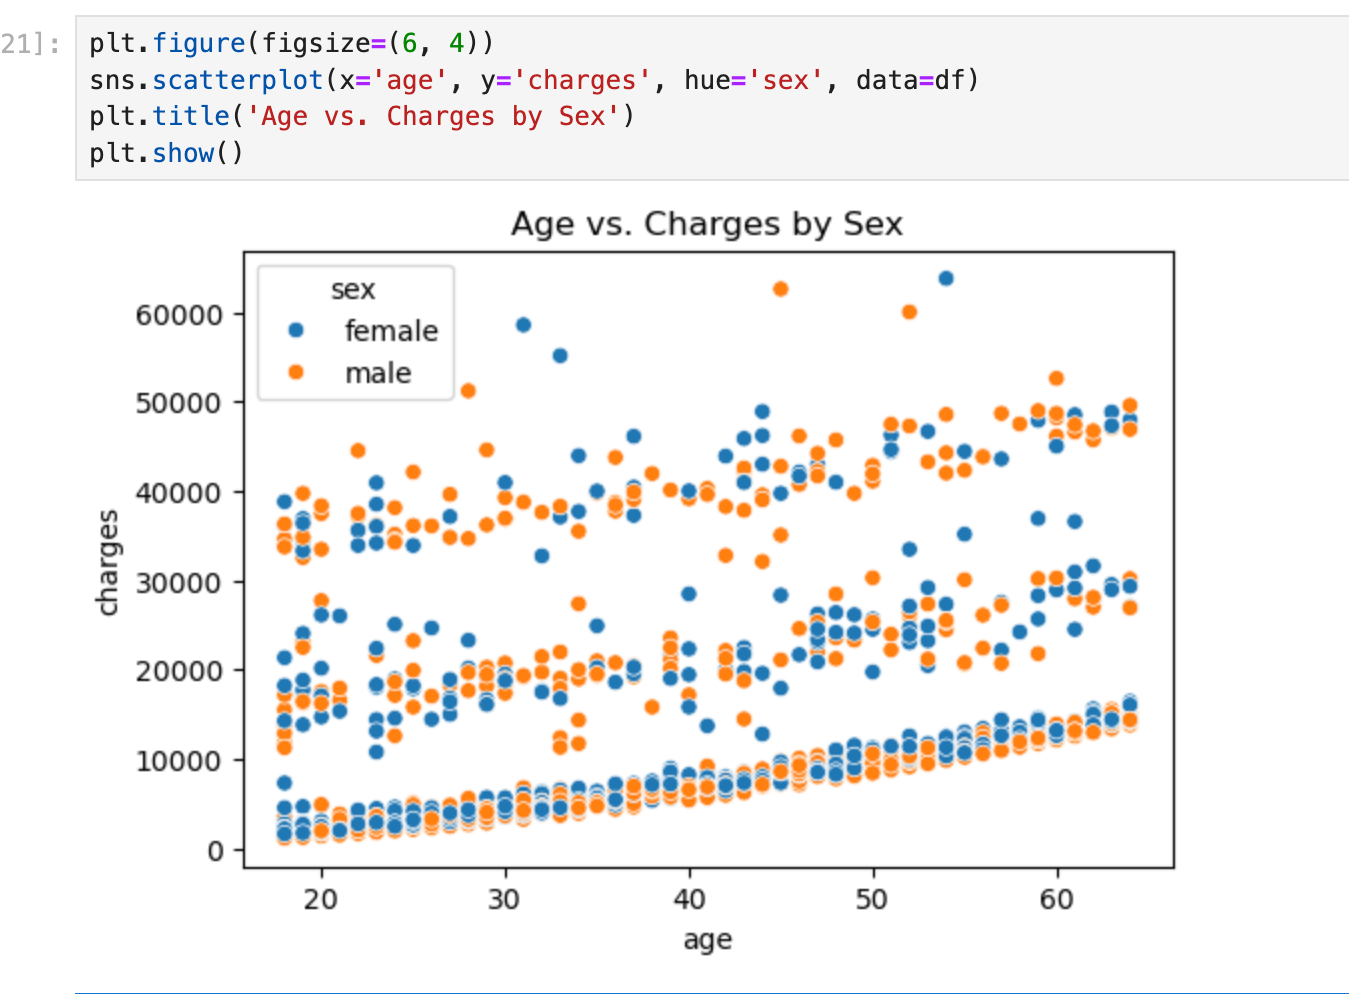 21]:
plt.figure(figsize=(6, 4))
sns.scatterplot(x='age', y='charges', hue='sex', data=df)
plt.title('Age vs. Charges by Sex')
plt.show()
Age vs. Charges by Sex
sex
female
male
60000
50000
40000
30000
20000
10000
0
charges
20 30 40 50 60
age